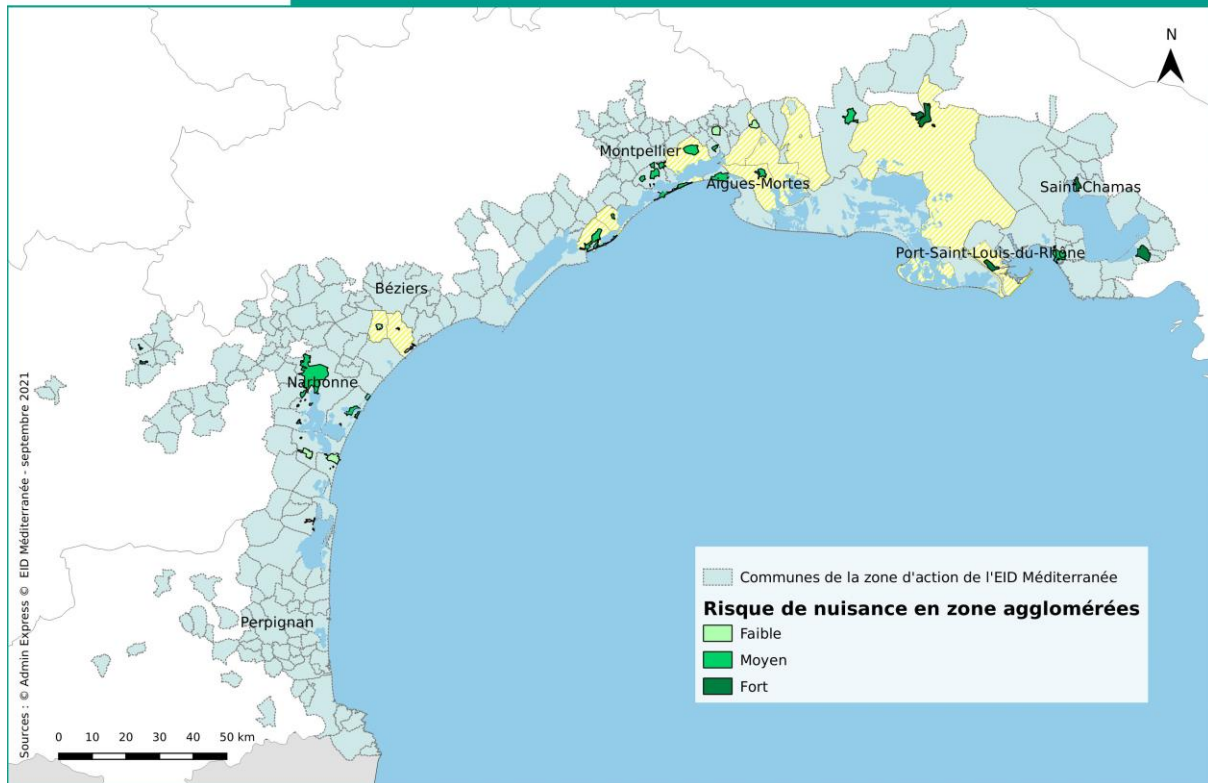 N
Montpellier
Aigues-Mortes
Saint-Chamas
Port-Saint-Louis-du-Rhône
Béziers
Narbonne
Perpignan
Communes de la zone d'action de l'EID Méditerranée
Risque de nuisance en zone agglomérées
Faible
Moyen
Fort
0 10 20 30 40 50 km
Sources : © Admin Express © EID Méditerranée - septembre 2021